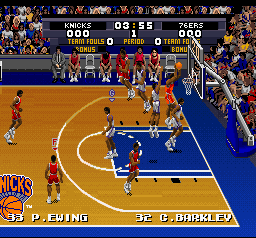 KNICKS 03:55 76ERS
000 1 000
TEAM FOULS 0 PERIOD 0 TEAM FOULS 0
BONUS BONUS
G
F
KNICKS
33 P.EWING 32 C.BARKLEY